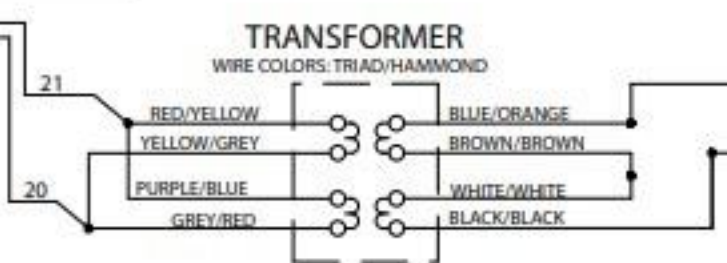 TRANSFORMER
WIRE COLORS: TRIAD/HAMMOND
21
RED/YELLOW
BLUE/ORANGE
YELLOW/GREY
BROWN/BROWN
20
PURPLE/BLUE
WHITE/WHITE
GREY/RED
BLACK/BLACK